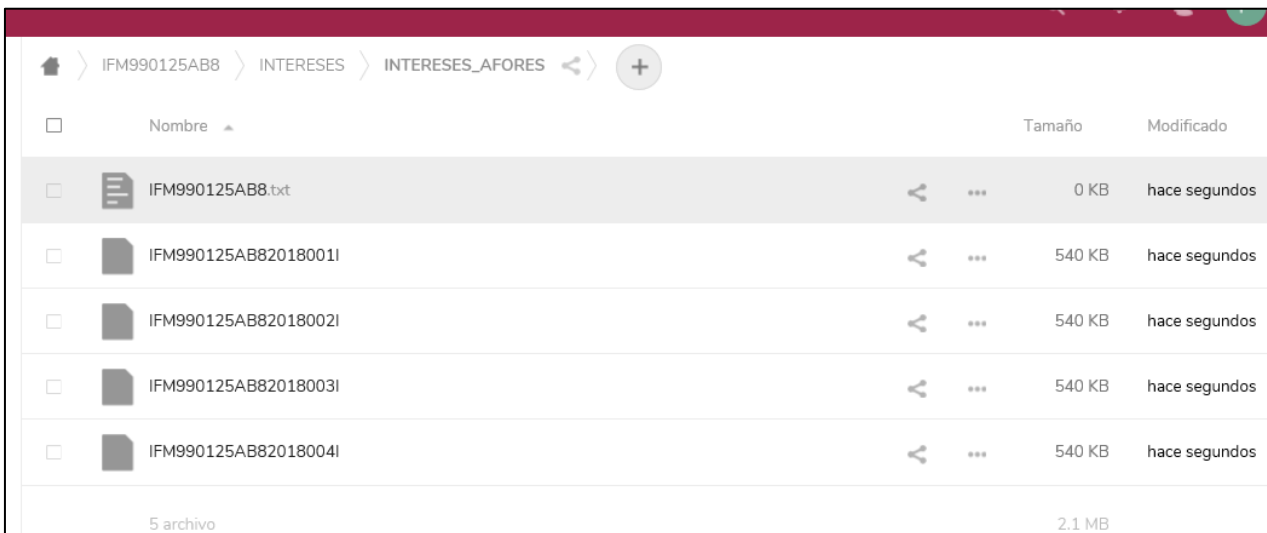 IFM990125AB8 INTERESES INTERESES_AFORES +
Nombre Tamaño Modificado
IFM990125AB8.txt 0 KB hace segundos
IFM990125AB82018001I 540 KB hace segundos
IFM990125AB82018002I 540 KB hace segundos
IFM990125AB82018003I 540 KB hace segundos
IFM990125AB82018004I 540 KB hace segundos
5 archivo 2.1 MB